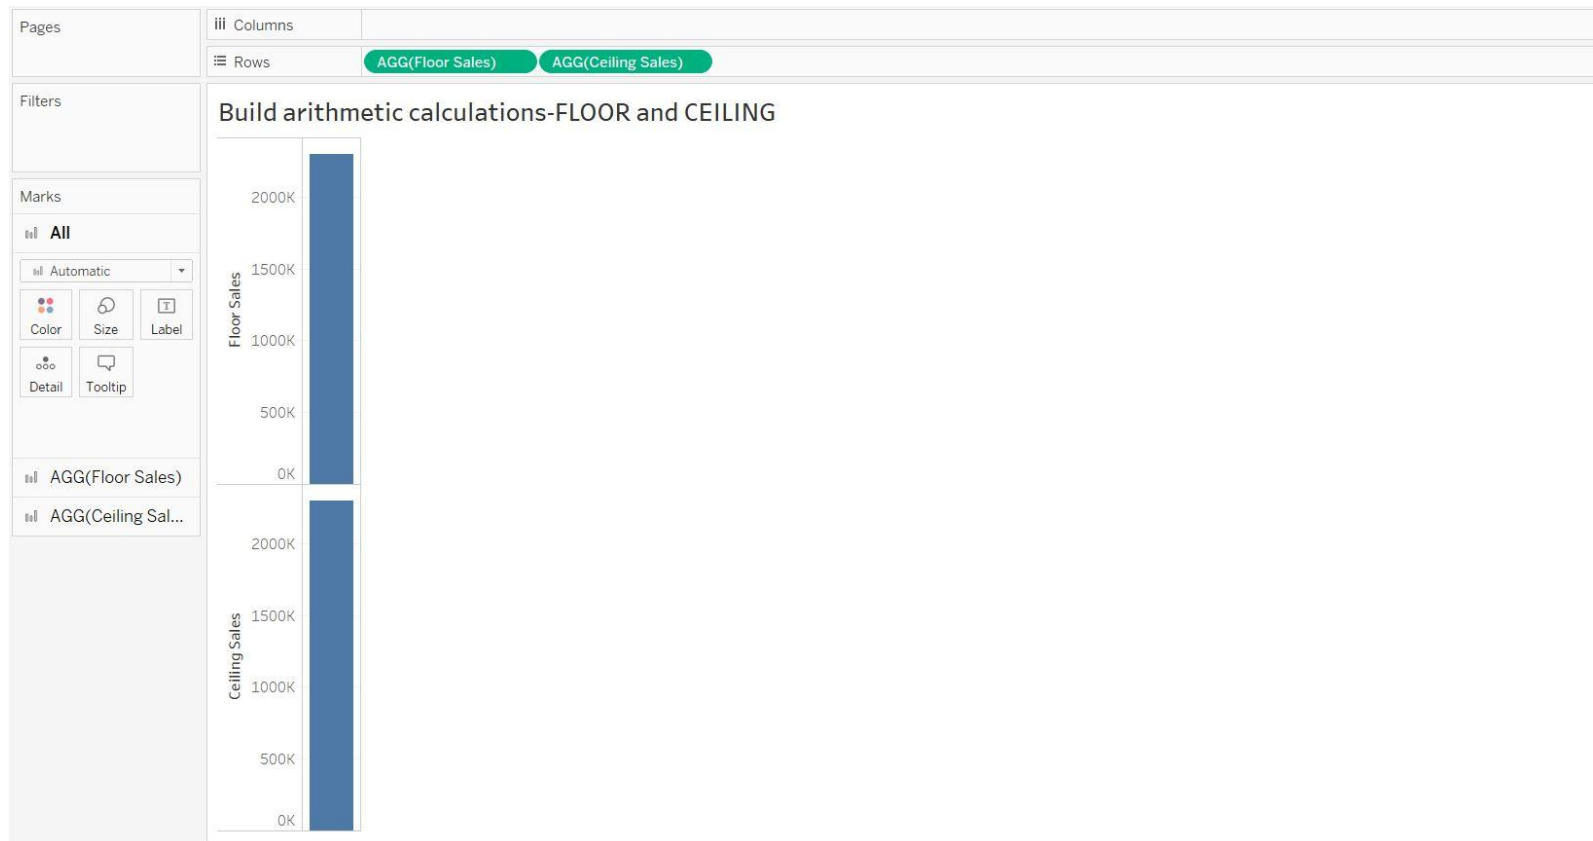 Pages
Columns
Rows
AGG(Floor Sales)
AGG(Ceiling Sales)
Filters
Build arithmetic calculations-FLOOR and CEILING
Marks
All
Automatic
Color
Size
Label
Detail
Tooltip
AGG(Floor Sales)
AGG(Ceiling Sal...
Floor Sales
2000K
1500K
1000K
500K
0K
Ceiling Sales
2000K
1500K
1000K
500K
0K